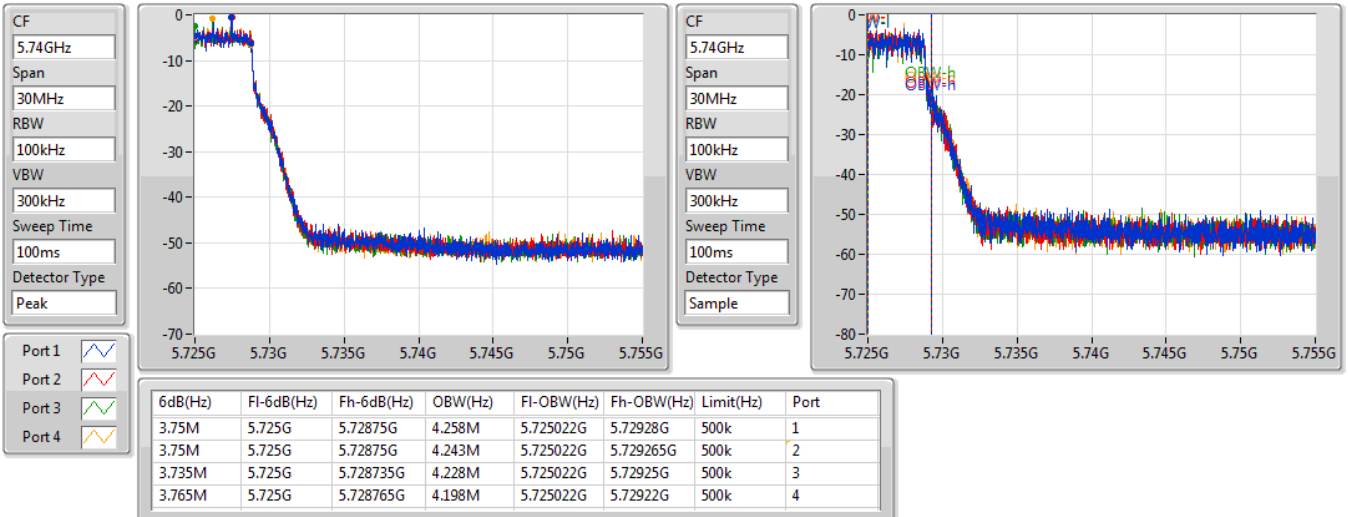 CF
5.74GHz
Span
30MHz
RBW
100kHz
VBW
300kHz
Sweep Time
100ms
Detector Type
Peak
0
-10
-20
-30
-40
-50
-60
-70
5.725G 5.73G 5.735G 5.74G 5.745G 5.75G 5.755G
CF
5.74GHz
Span
30MHz
RBW
100kHz
VBW
300kHz
Sweep Time
100ms
Detector Type
Sample
0
-10
-20
-30
-40
-50
-60
-70
-80
OBW-h
OBW-h
5.725G 5.73G 5.735G 5.74G 5.745G 5.75G 5.755G
Port 1
Port 2
Port 3
Port 4
6dB(Hz) Fl-6dB(Hz) Fh-6dB(Hz) OBW(Hz) Fl-OBW(Hz) Fh-OBW(Hz) Limit(Hz) Port
3.75M 5.725G 5.72875G 4.258M 5.725022G 5.72928G 500k 1
3.75M 5.725G 5.72875G 4.243M 5.725022G 5.729265G 500k 2
3.735M 5.725G 5.728735G 4.228M 5.725022G 5.72925G 500k 3
3.765M 5.725G 5.728765G 4.198M 5.725022G 5.72922G 500k 4